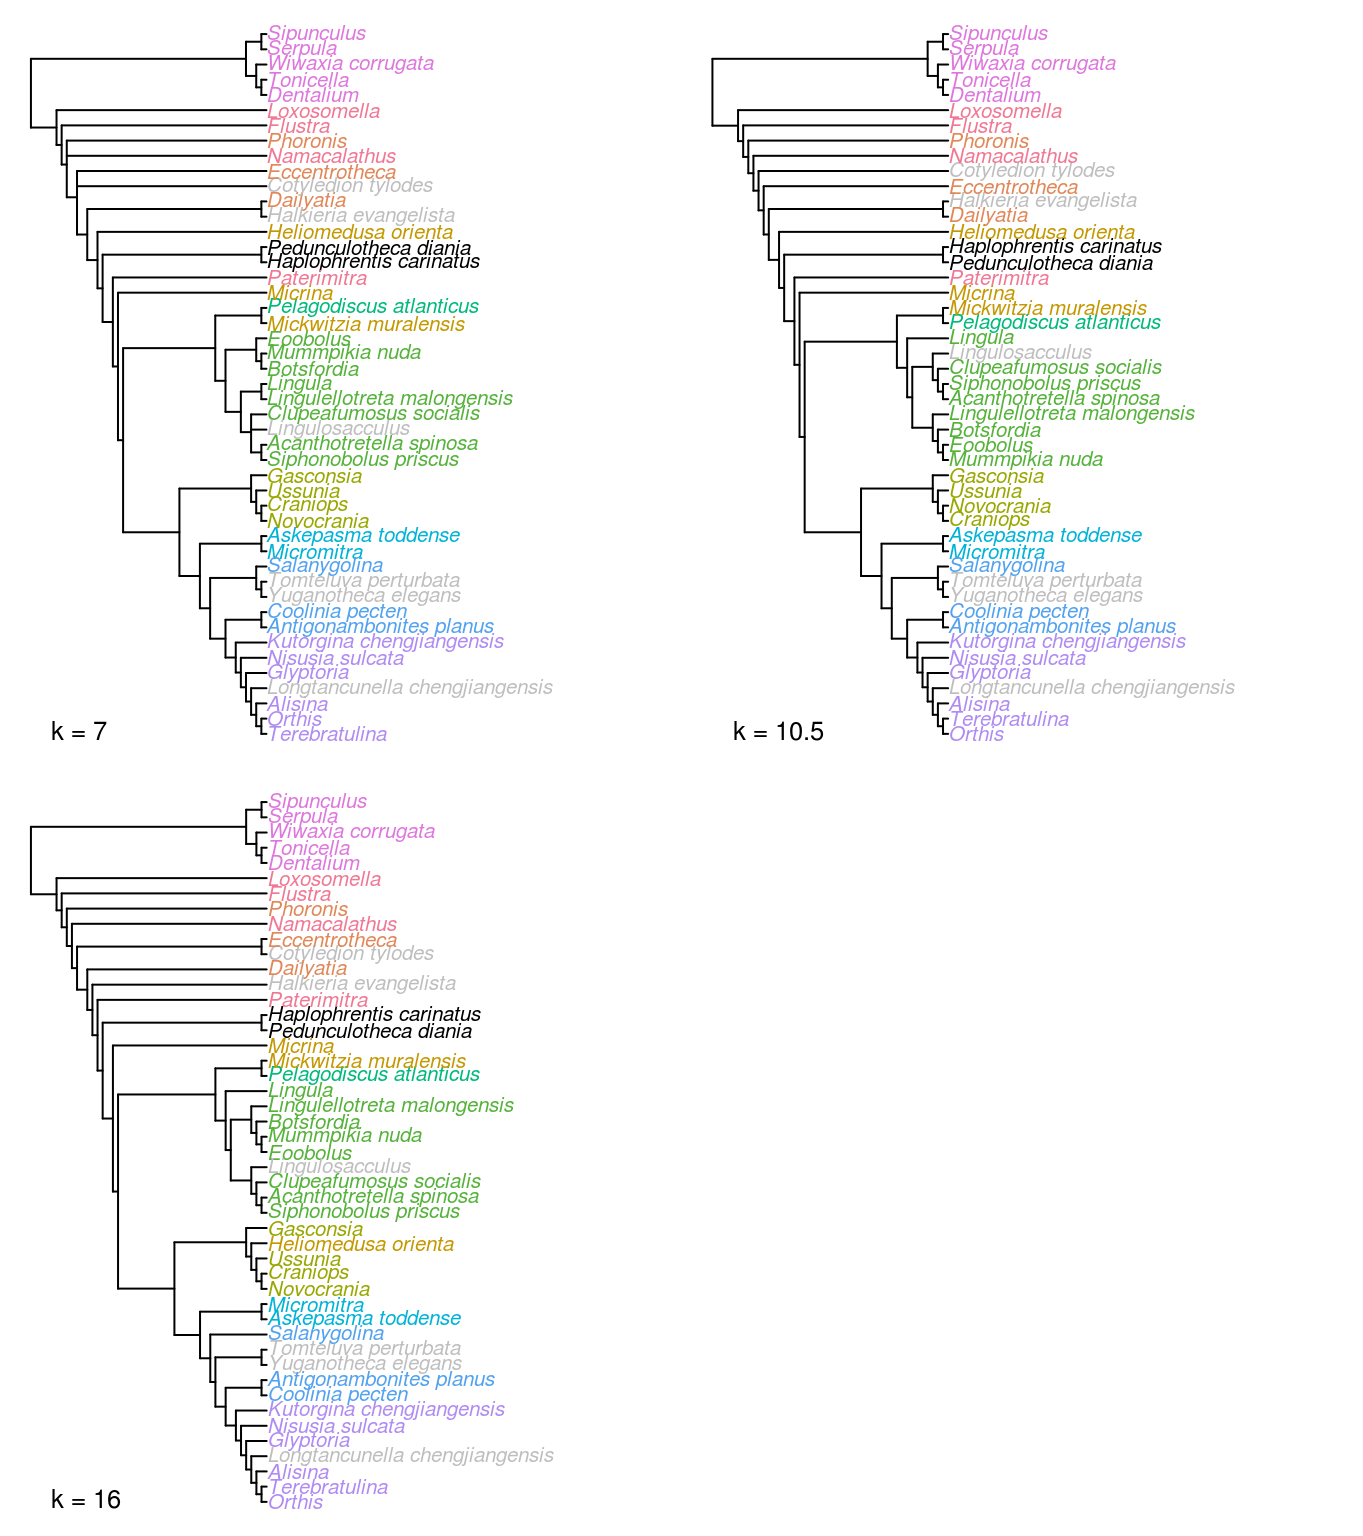 Sipunculus
Serpula
Wiwaxia corrugata
Tonicella
Dentalium
Loxosomella
Flustra
Phoronis
Namacalathus
Eccentrotheca
Cotyledion tylodes
Dailyatia
Halkieria evangelista
Heliomedusa orienta
Pedunculotheca diania
Haplophrentis carinatus
Paterimitra
Micrina
Pelagodiscus atlanticus
Mickwitzia muralensis
Eoobolus
Mummpikia nuda
Botsfordia
Lingula
Lingulellotreta malongensis
Clupeafumosus socialis
Lingulosacculus
Acanthotretella spinosa
Siphonobolus priscus
Gasconsia
Ussunia
Craniops
Novocrania
Askepasma toddense
Micromitra
Salanygolina
Tomteluva perturbata
Yuganotheca elegans
Coolinia pecten
Antigonambonites planus
Kutorgina chengjiangensis
Nisusia sulcata
Glyptoria
Longtancunella chengjiangensis
Alisina
Orthis
Terebratulina
k = 7
Sipunculus
Serpula
Wiwaxia corrugata
Tonicella
Dentalium
Loxosomella
Flustra
Phoronis
Namacalathus
Cotyledion tylodes
Eccentrotheca
Halkieria evangelista
Dailyatia
Heliomedusa orienta
Haplophrentis carinatus
Pedunculotheca diania
Paterimitra
Micrina
Mickwitzia muralensis
Pelagodiscus atlanticus
Lingula
Lingulosacculus
Clupeafumosus socialis
Siphonobolus priscus
Acanthotretella spinosa
Lingulellotreta malongensis
Botsfordia
Eoobolus
Mummpikia nuda
Gasconsia
Ussunia
Novocrania
Craniops
Askepasma toddense
Micromitra
Salanygolina
Tomteluva perturbata
Yuganotheca elegans
Coolinia pecten
Antigonambonites planus
Kutorgina chengjiangensis
Nisusia sulcata
Glyptoria
Longtancunella chengjiangensis
Alisina
Terebratulina
Orthis
k = 10.5
Sipunculus
Serpula
Wiwaxia corrugata
Tonicella
Dentalium
Loxosomella
Flustra
Phoronis
Namacalathus
Eccentrotheca
Cotyledion tylodes
Dailyatia
Halkieria evangelista
Paterimitra
Haplophrentis carinatus
Pedunculotheca diania
Micrina
Mickwitzia muralensis
Pelagodiscus atlanticus
Lingula
Lingulellotreta malongensis
Botsfordia
Mummpikia nuda
Eoobolus
Lingulosacculus
Clupeafumosus socialis
Acanthotretella spinosa
Siphonobolus priscus
Gasconsia
Heliomedusa orienta
Ussunia
Craniops
Novocrania
Micromitra
Askepasma toddense
Salanygolina
Tomteluva perturbata
Yuganotheca elegans
Antigonambonites planus
Coolinia pecten
Kutorgina chengjiangensis
Nisusia sulcata
Glyptoria
Longtancunella chengjiangensis
Alisina
Terebratulina
Orthis
k = 16